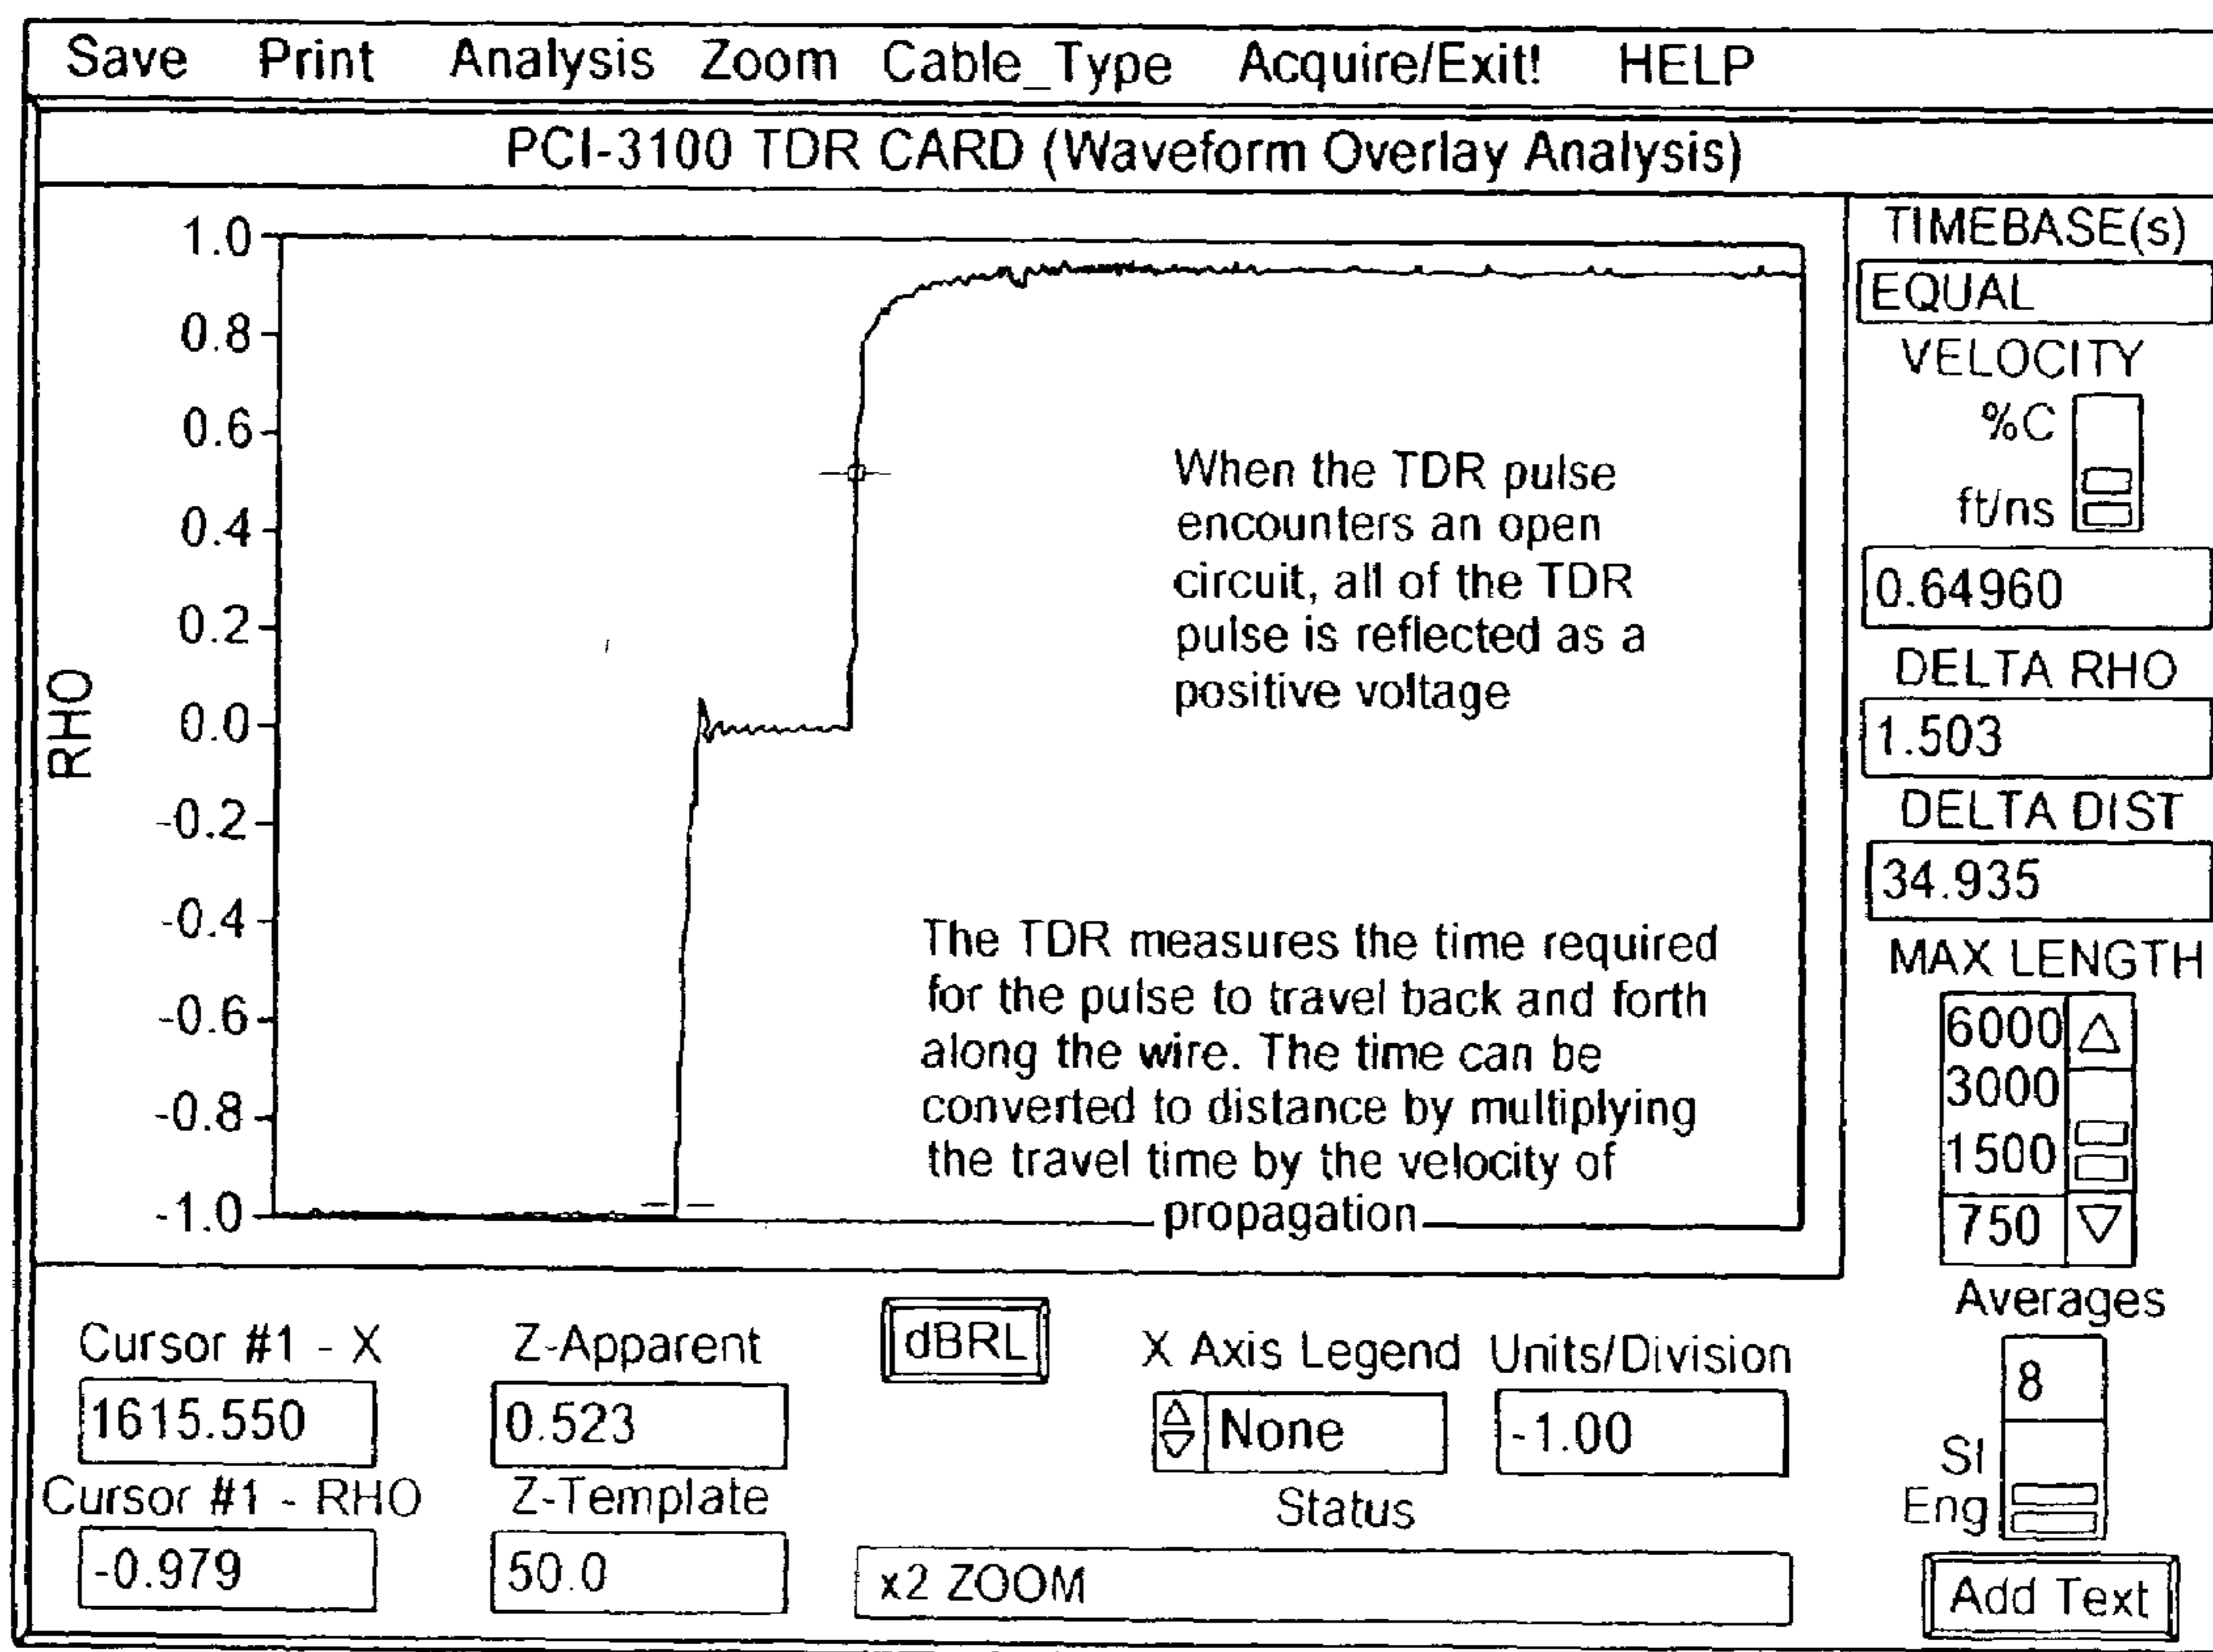 Save Print Analysis Zoom Cable_Type Acquire/Exit! HELP
PCI-3100 TDR CARD (Waveform Overlay Analysis)
RHO
1.0
0.8
0.6
0.4
0.2
0.0
-0.2
-0.4
-0.6
-0.8
-1.0
When the TDR pulse
encounters an open
circuit, all of the TDR
pulse is reflected as a
positive voltage
The TDR measures the time required
for the pulse to travel back and forth
along the wire. The time can be
converted to distance by multiplying
the travel time by the velocity of
propagation
TIMEBASE(s)
EQUAL
VELOCITY
%C
ft/ns
0.64960
DELTA RHO
1.503
DELTA DIST
34.935
MAX LENGTH
6000
3000
1500
750
Averages
8
SI
Eng
Add Text
Cursor #1 - X
1615.550
Cursor #1 - RHO
-0.979
Z-Apparent
0.523
Z-Template
50.0
dBRL
X Axis Legend
None
Units/Division
-1.00
Status
x2 ZOOM